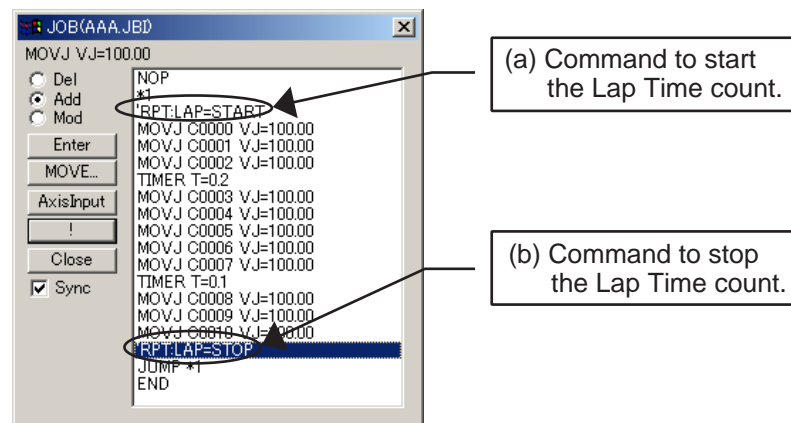 JOB(AAA.JBI)
MOVJ VJ=100.00
Del
Add
Mod
Enter
MOVE...
AxisInput
!
Close
Sync
NOP
*1
'RPT:LAP=START
MOVJ C0000 VJ=100.00
MOVJ C0001 VJ=100.00
MOVJ C0002 VJ=100.00
TIMER T=0.2
MOVJ C0003 VJ=100.00
MOVJ C0004 VJ=100.00
MOVJ C0005 VJ=100.00
MOVJ C0006 VJ=100.00
MOVJ C0007 VJ=100.00
TIMER T=0.1
MOVJ C0008 VJ=100.00
MOVJ C0009 VJ=100.00
MOVJ C0010 VJ=100.00
'RPT:LAP=STOP
JUMP *1
END
(a) Command to start
the Lap Time count.
(b) Command to stop
the Lap Time count.